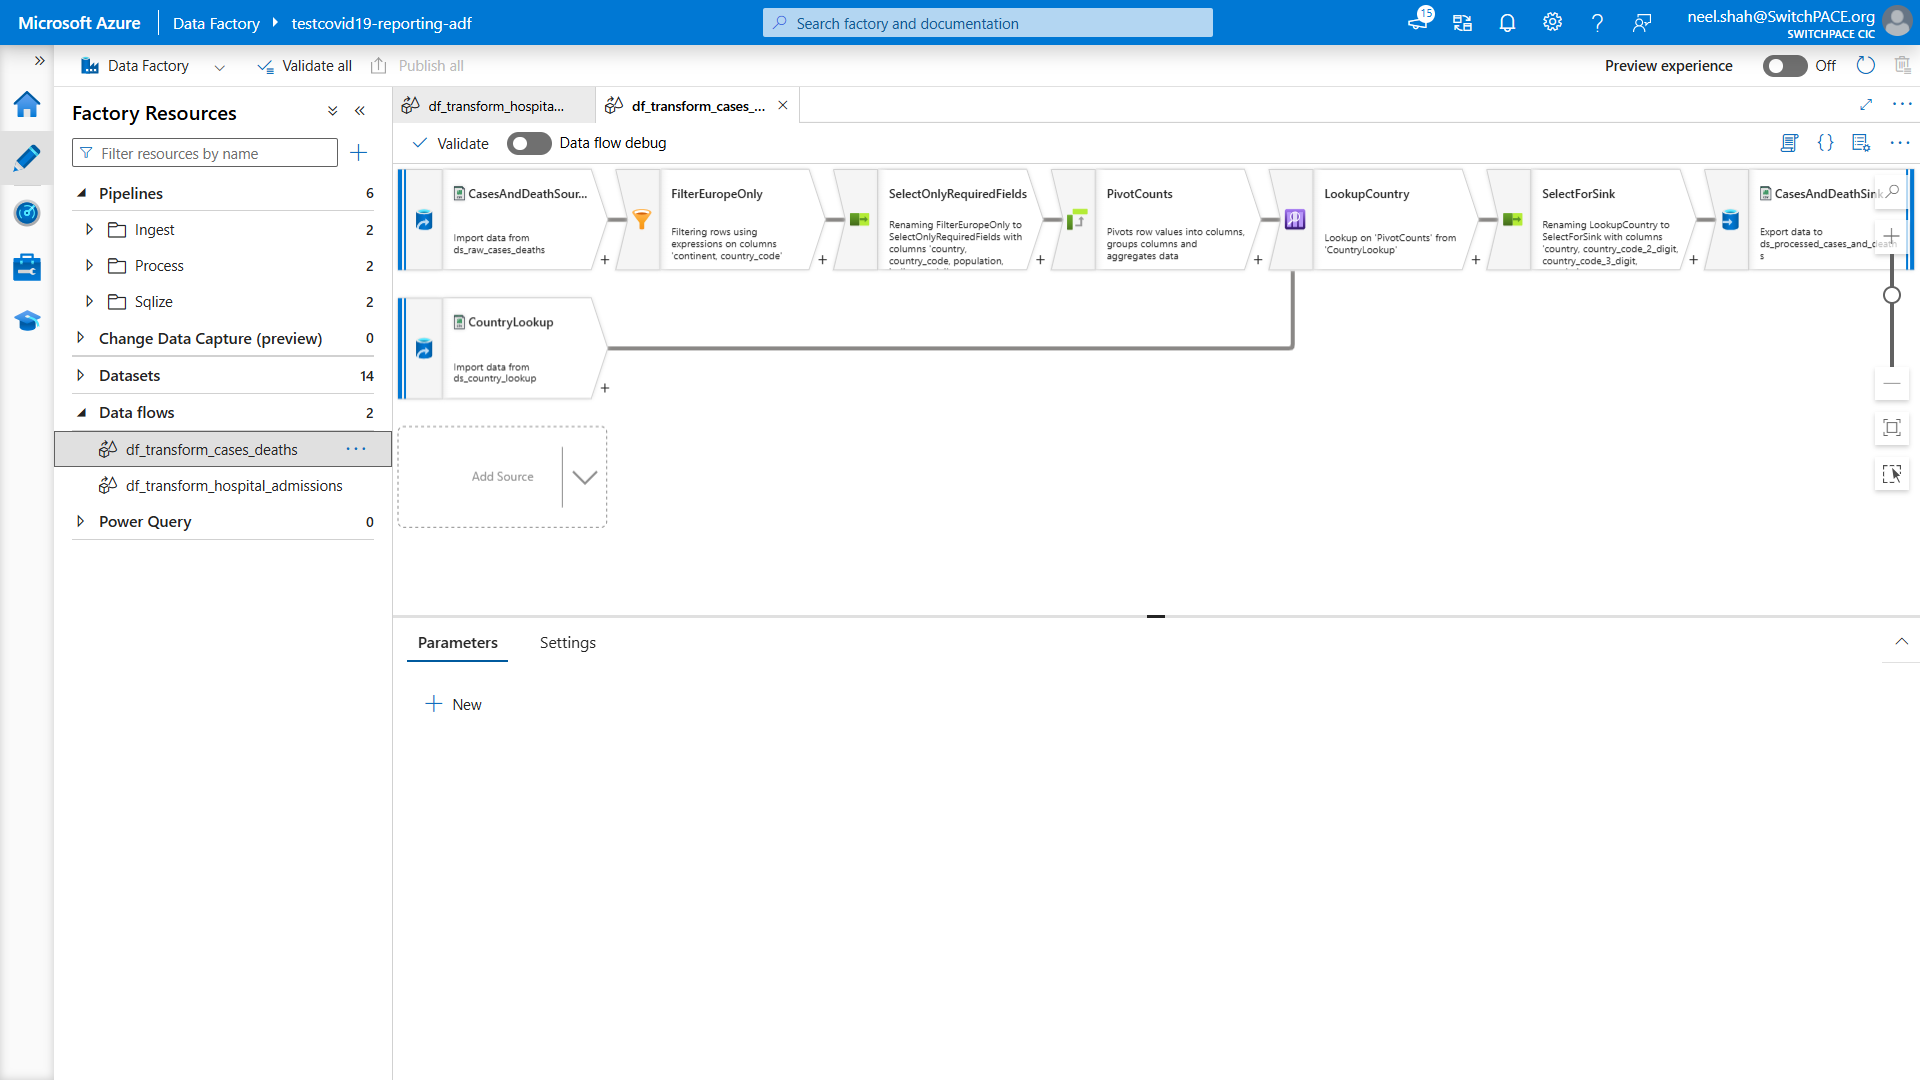 Microsoft Azure
Data Factory
testcovid19-reporting-adf
Search factory and documentation
15
neel.shah@SwitchPACE.org
SWITCHPACE CIC
Data Factory
Validate all
Publish all
Preview experience
Off
Factory Resources
Filter resources by name
Pipelines 6
Ingest 2
Process 2
Sqlize 2
Change Data Capture (preview) 0
Datasets 14
Data flows 2
df_transform_cases_deaths
df_transform_hospital_admissions
Power Query 0
df_transform_hospita...
df_transform_cases_...
Validate
Data flow debug
CasesAndDeathSour...
Import data from
ds_raw_cases_deaths
FilterEuropeOnly
Filtering rows using
expressions on columns
'continent, country_code'
SelectOnlyRequiredFields
Renaming FilterEuropeOnly to
SelectOnlyRequiredFields with
columns 'country,
country_code, population,
PivotCounts
Pivots row values into columns,
groups columns and
aggregates data
LookupCountry
Lookup on 'PivotCounts' from
'CountryLookup'
SelectForSink
Renaming LookupCountry to
SelectForSink with columns
'country, country_code_2_digit,
country_code_3_digit,
CasesAndDeathSink
Export data to
ds_processed_cases_and_death
s
CountryLookup
Import data from
ds_country_lookup
Add Source
Parameters
Settings
New